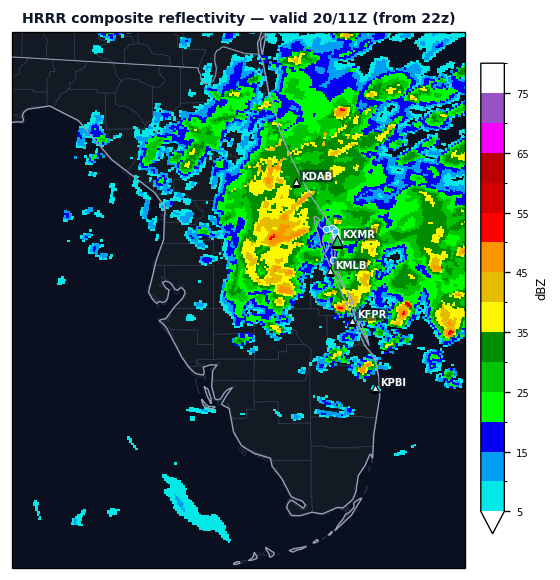 HRRR composite reflectivity — valid 20/11Z (from 22z)
KDAB
KXMR
KMLB
KFPR
KPBI
75
65
55
45
35
25
15
5
dBZ